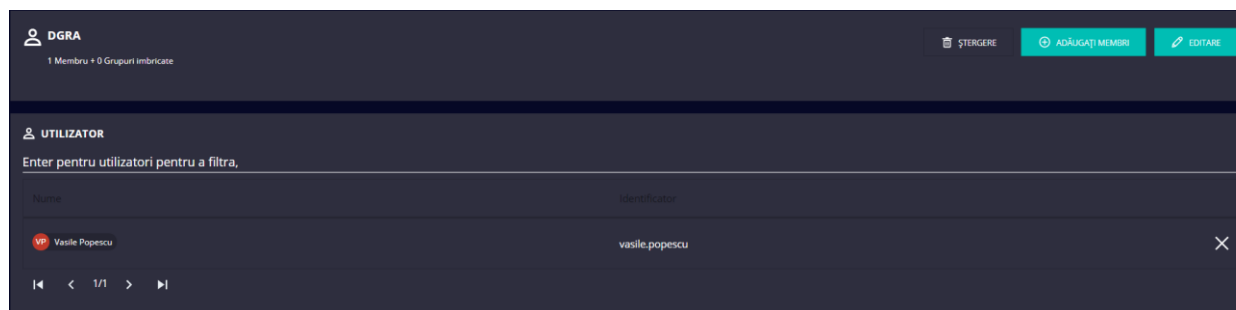 DGRA
1 Membru + 0 Grupuri imbricate
ȘTERGERE
ADĂUGAȚI MEMBRI
EDITARE
UTILIZATOR
Enter pentru utilizatori pentru a filtra,
Nume Identificator
VP Vasile Popescu vasile.popescu
1/1